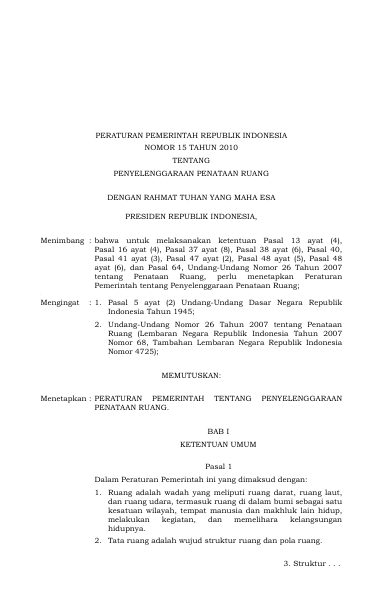 PERATURAN PEMERINTAH REPUBLIK INDONESIA
NOMOR 15 TAHUN 2010
TENTANG
PENYELENGGARAAN PENATAAN RUANG
DENGAN RAHMAT TUHAN YANG MAHA ESA
PRESIDEN REPUBLIK INDONESIA,
Menimbang : bahwa untuk melaksanakan ketentuan Pasal 13 ayat (4),
Pasal 16 ayat (4), Pasal 37 ayat (8), Pasal 38 ayat (6), Pasal 40,
Pasal 41 ayat (3), Pasal 47 ayat (2), Pasal 48 ayat (5), Pasal 48
ayat (6), dan Pasal 64, Undang-Undang Nomor 26 Tahun 2007
tentang Penataan Ruang, perlu menetapkan Peraturan
Pemerintah tentang Penyelenggaraan Penataan Ruang;
Mengingat : 1. Pasal 5 ayat (2) Undang-Undang Dasar Negara Republik
Indonesia Tahun 1945;
2. Undang-Undang Nomor 26 Tahun 2007 tentang Penataan
Ruang (Lembaran Negara Republik Indonesia Tahun 2007
Nomor 68, Tambahan Lembaran Negara Republik Indonesia
Nomor 4725);
MEMUTUSKAN:
Menetapkan : PERATURAN PEMERINTAH TENTANG PENYELENGGARAAN
PENATAAN RUANG.
BAB I
KETENTUAN UMUM
Pasal 1
Dalam Peraturan Pemerintah ini yang dimaksud dengan:
1. Ruang adalah wadah yang meliputi ruang darat, ruang laut,
dan ruang udara, termasuk ruang di dalam bumi sebagai satu
kesatuan wilayah, tempat manusia dan makhluk lain hidup,
melakukan kegiatan, dan memelihara kelangsungan
hidupnya.
2. Tata ruang adalah wujud struktur ruang dan pola ruang.
3. Struktur . . .